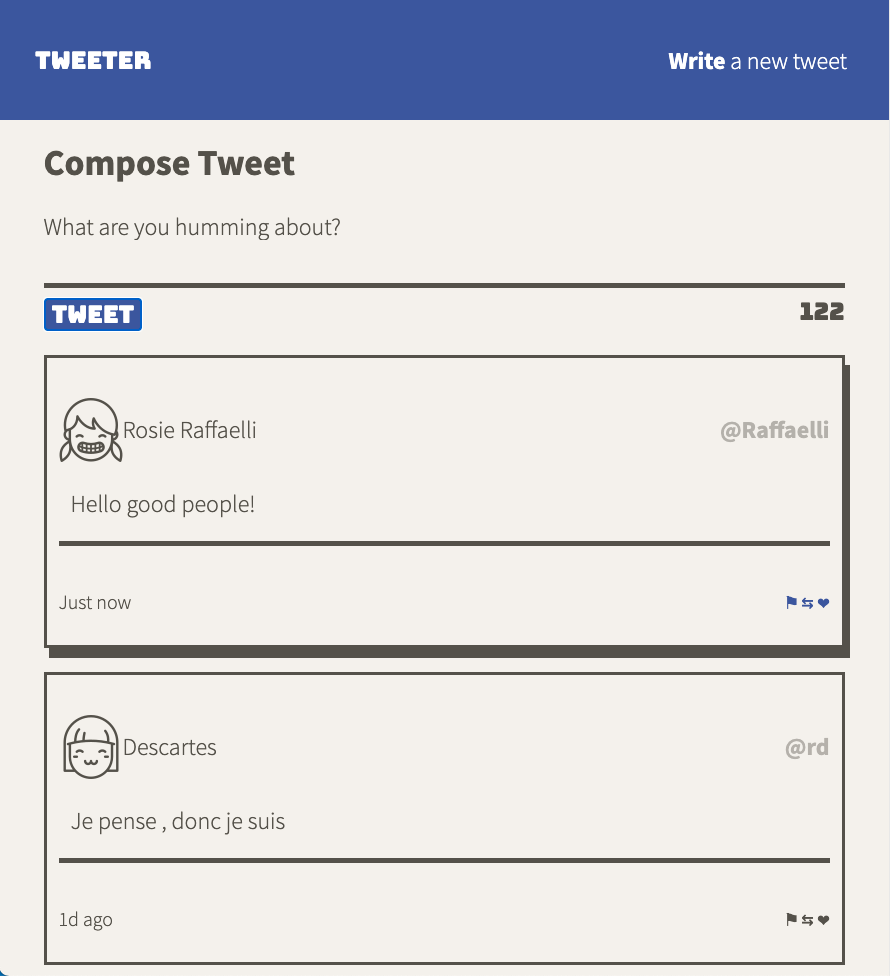 TWEETER
Write a new tweet
Compose Tweet
What are you humming about?
TWEET
122
Rosie Raffaelli
@Raffaelli
Hello good people!
Just now
Descartes
@rd
Je pense , donc je suis
1d ago